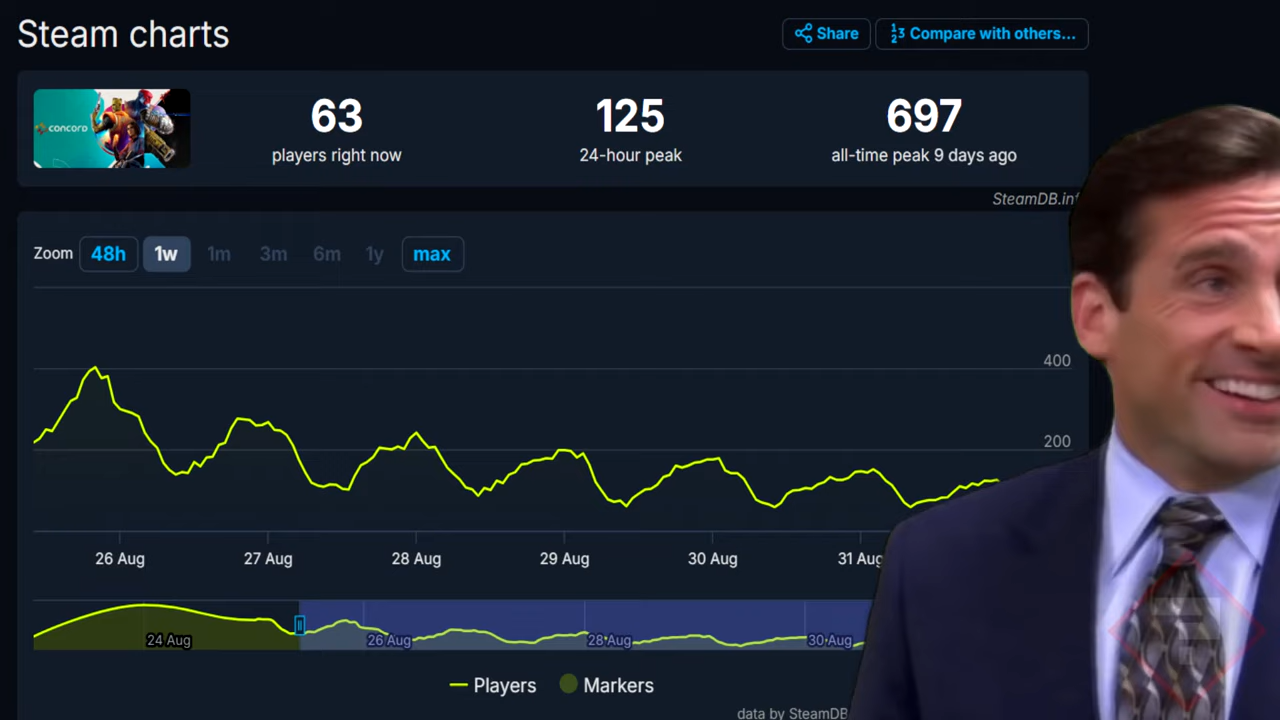 Steam charts
Share
Compare with others...
concord
63
125
697
players right now
24-hour peak
all-time peak 9 days ago
SteamDB.inf
Zoom 48h 1w 1m 3m 6m 1y max
400
200
26 Aug 27 Aug 28 Aug 29 Aug 30 Aug 31 Aug
24 Aug 26 Aug 28 Aug 30 Aug
Players Markers
data by SteamDB